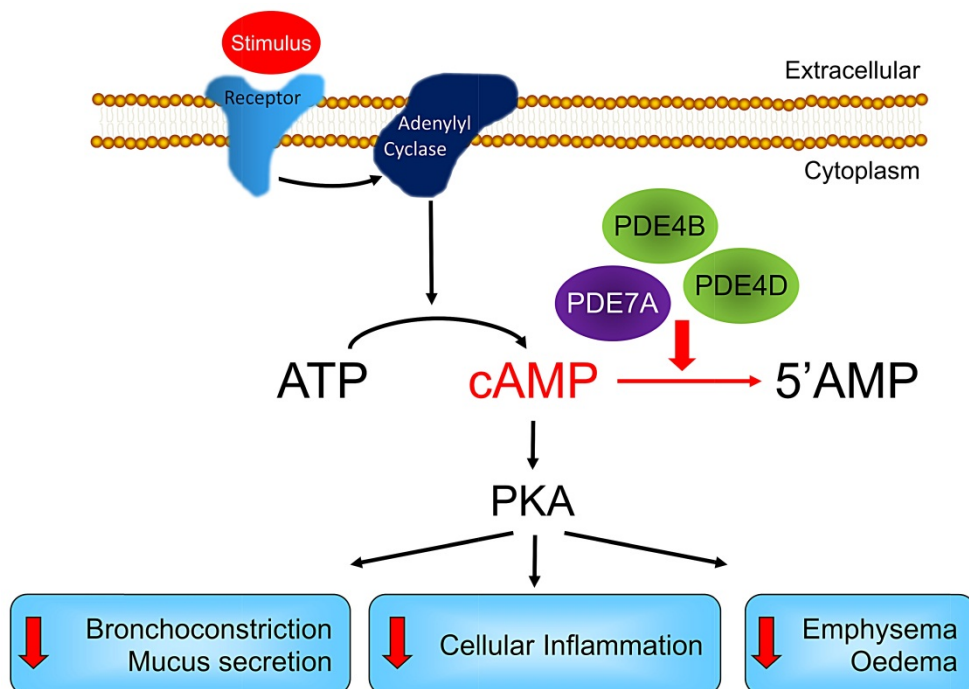 Stimulus
Extracellular
Receptor
Adenylyl
Cyclase
Cytoplasm
PDE4B
PDE4D
PDE7A
ATP
cAMP
5’AMP
PKA
Bronchoconstriction
Mucus secretion
Cellular Inflammation
Emphysema
Oedema